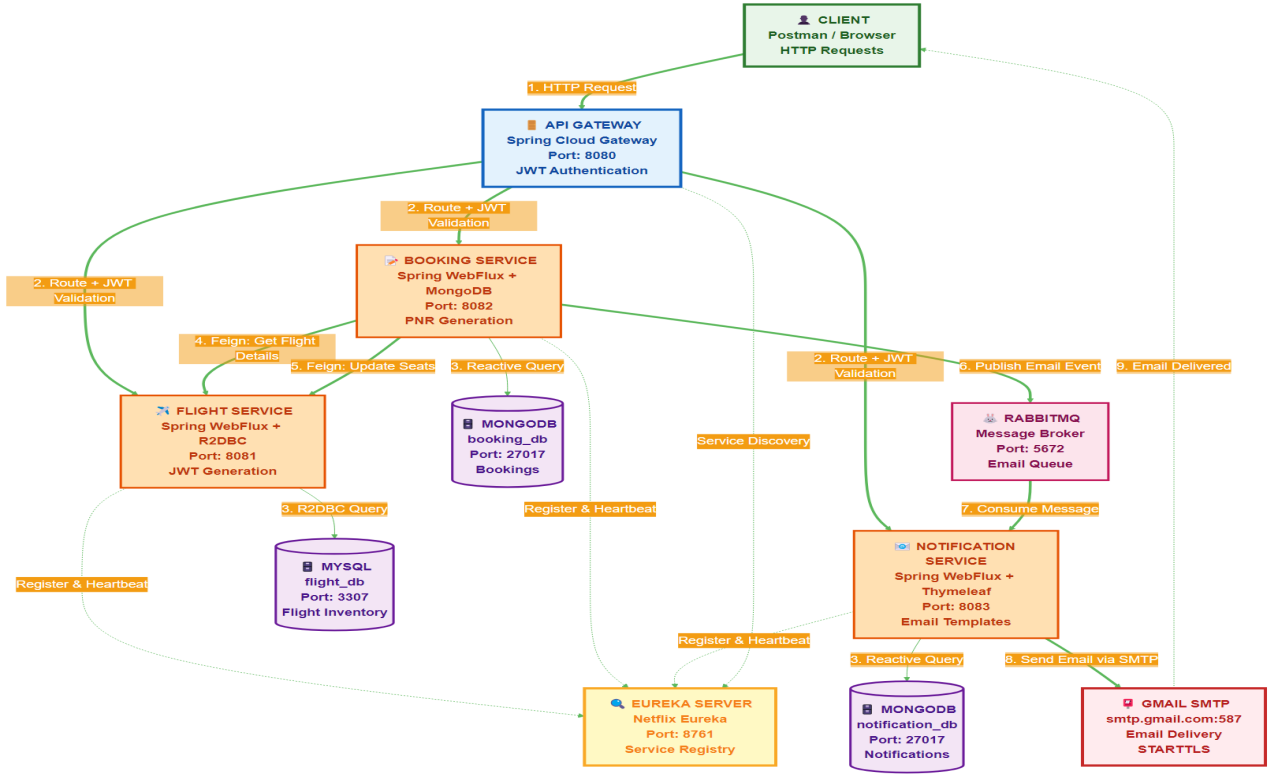 CLIENT
Postman / Browser
HTTP Requests
1. HTTP Request
API GATEWAY
Spring Cloud Gateway
Port: 8080
JWT Authentication
2. Route + JWT
Validation
2. Route + JWT
Validation
BOOKING SERVICE
Spring WebFlux +
MongoDB
Port: 8082
PNR Generation
4. Feign: Get Flight
Details
5. Feign: Update Seats
3. Reactive Query
2. Route + JWT
Validation
6. Publish Email Event
9. Email Delivered
FLIGHT SERVICE
Spring WebFlux +
R2DBC
Port: 8081
JWT Generation
MONGODB
booking_db
Port: 27017
Bookings
Service Discovery
RABBITMQ
Message Broker
Port: 5672
Email Queue
3. R2DBC Query
Register & Heartbeat
7. Consume Message
MYSQL
flight_db
Port: 3307
Flight Inventory
Register & Heartbeat
NOTIFICATION
SERVICE
Spring WebFlux +
Thymeleaf
Port: 8083
Email Templates
Register & Heartbeat
3. Reactive Query
8. Send Email via SMTP
EUREKA SERVER
Netflix Eureka
Port: 8761
Service Registry
MONGODB
notification_db
Port: 27017
Notifications
GMAIL SMTP
smtp.gmail.com:587
Email Delivery
STARTTLS